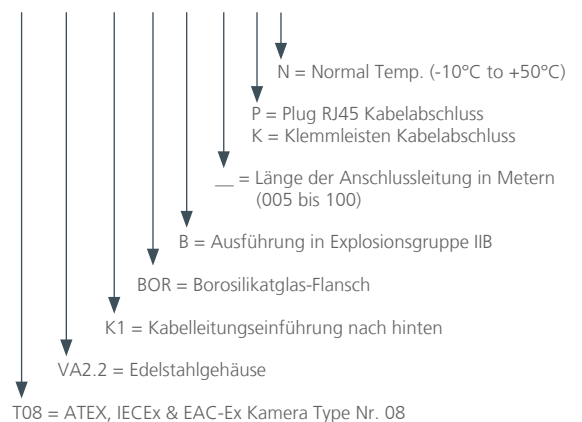 N = Normal Temp. (-10°C to +50°C)
P = Plug RJ45 Kabelabschluss
K = Klemmleisten Kabelabschluss
__ = Länge der Anschlussleitung in Metern
(005 bis 100)
B = Ausführung in Explosionsgruppe IIB
BOR = Borosilikatglas-Flansch
K1 = Kabelleitungseinführung nach hinten
VA2.2 = Edelstahlgehäuse
T08 = ATEX, IECEx & EAC-Ex Kamera Type Nr. 08